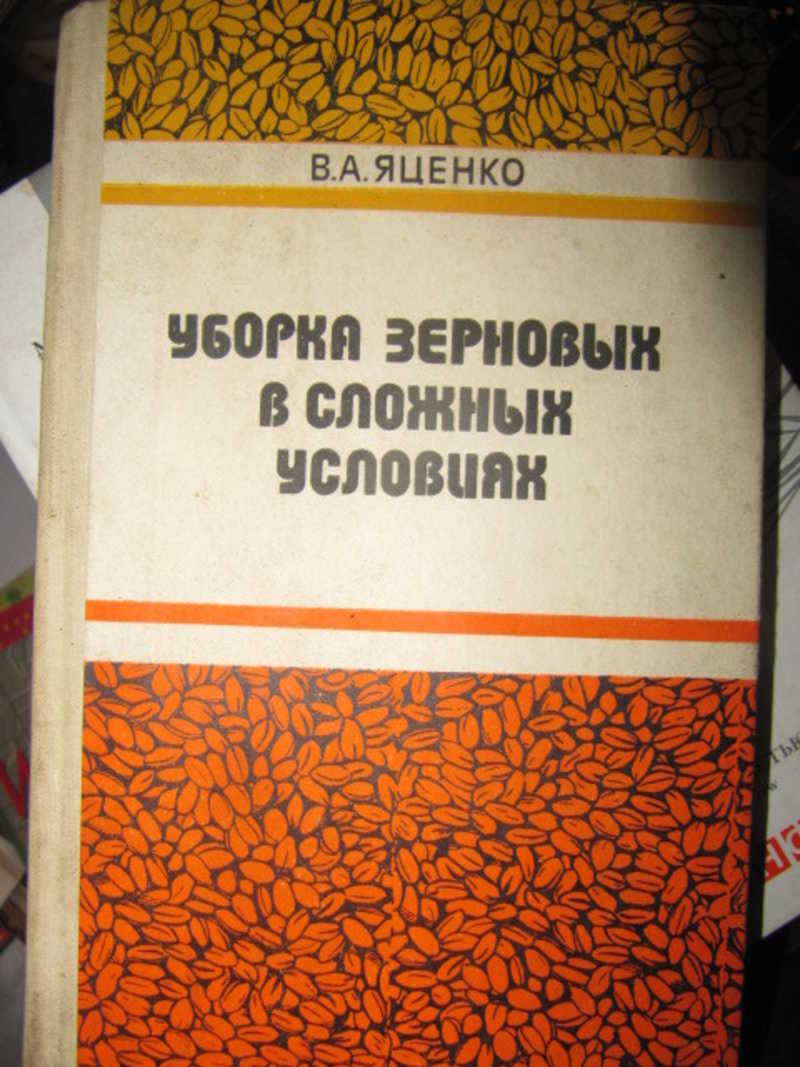 В.А. ЯЦЕНКО
УБОРКА ЗЕРНОВЫХ
В СЛОЖНЫХ
УСЛОВИЯХ